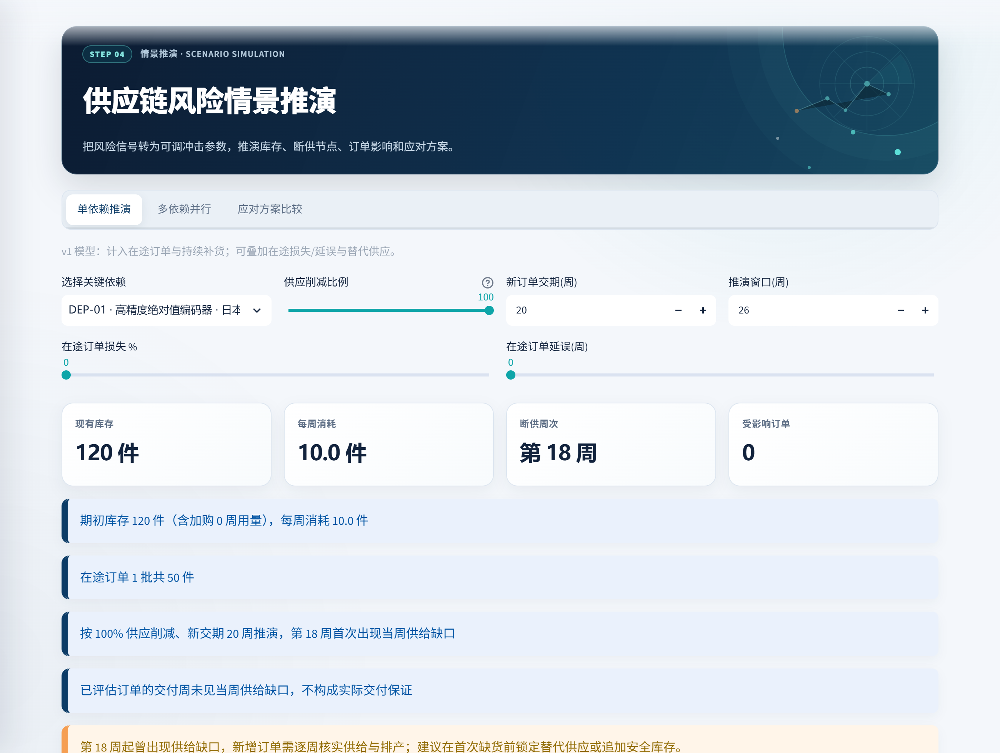 STEP 04 情景推演 · SCENARIO SIMULATION
供应链风险情景推演
把风险信号转为可调冲击参数，推演库存、断供节点、订单影响和应对方案。
单依赖推演 多依赖并行 应对方案比较
v1 模型：计入在途订单与持续补货；可叠加在途损失/延误与替代供应。
选择关键依赖 供应削减比例 新订单交期(周) 推演窗口(周)
100
DEP-01 · 高精度绝对值编码器 · 日本 20 26
在途订单损失 % 在途订单延误(周)
0 0
现有库存 每周消耗 断供周次 受影响订单
120 件 10.0 件 第 18 周 0
期初库存 120 件（含加购 0 周用量），每周消耗 10.0 件
在途订单 1 批共 50 件
按 100% 供应削减、新交期 20 周推演，第 18 周首次出现当周供给缺口
已评估订单的交付周未见当周供给缺口，不构成实际交付保证
第 18 周起曾出现供给缺口，新增订单需逐周核实供给与排产；建议在首次缺货前锁定替代供应或追加安全库存。